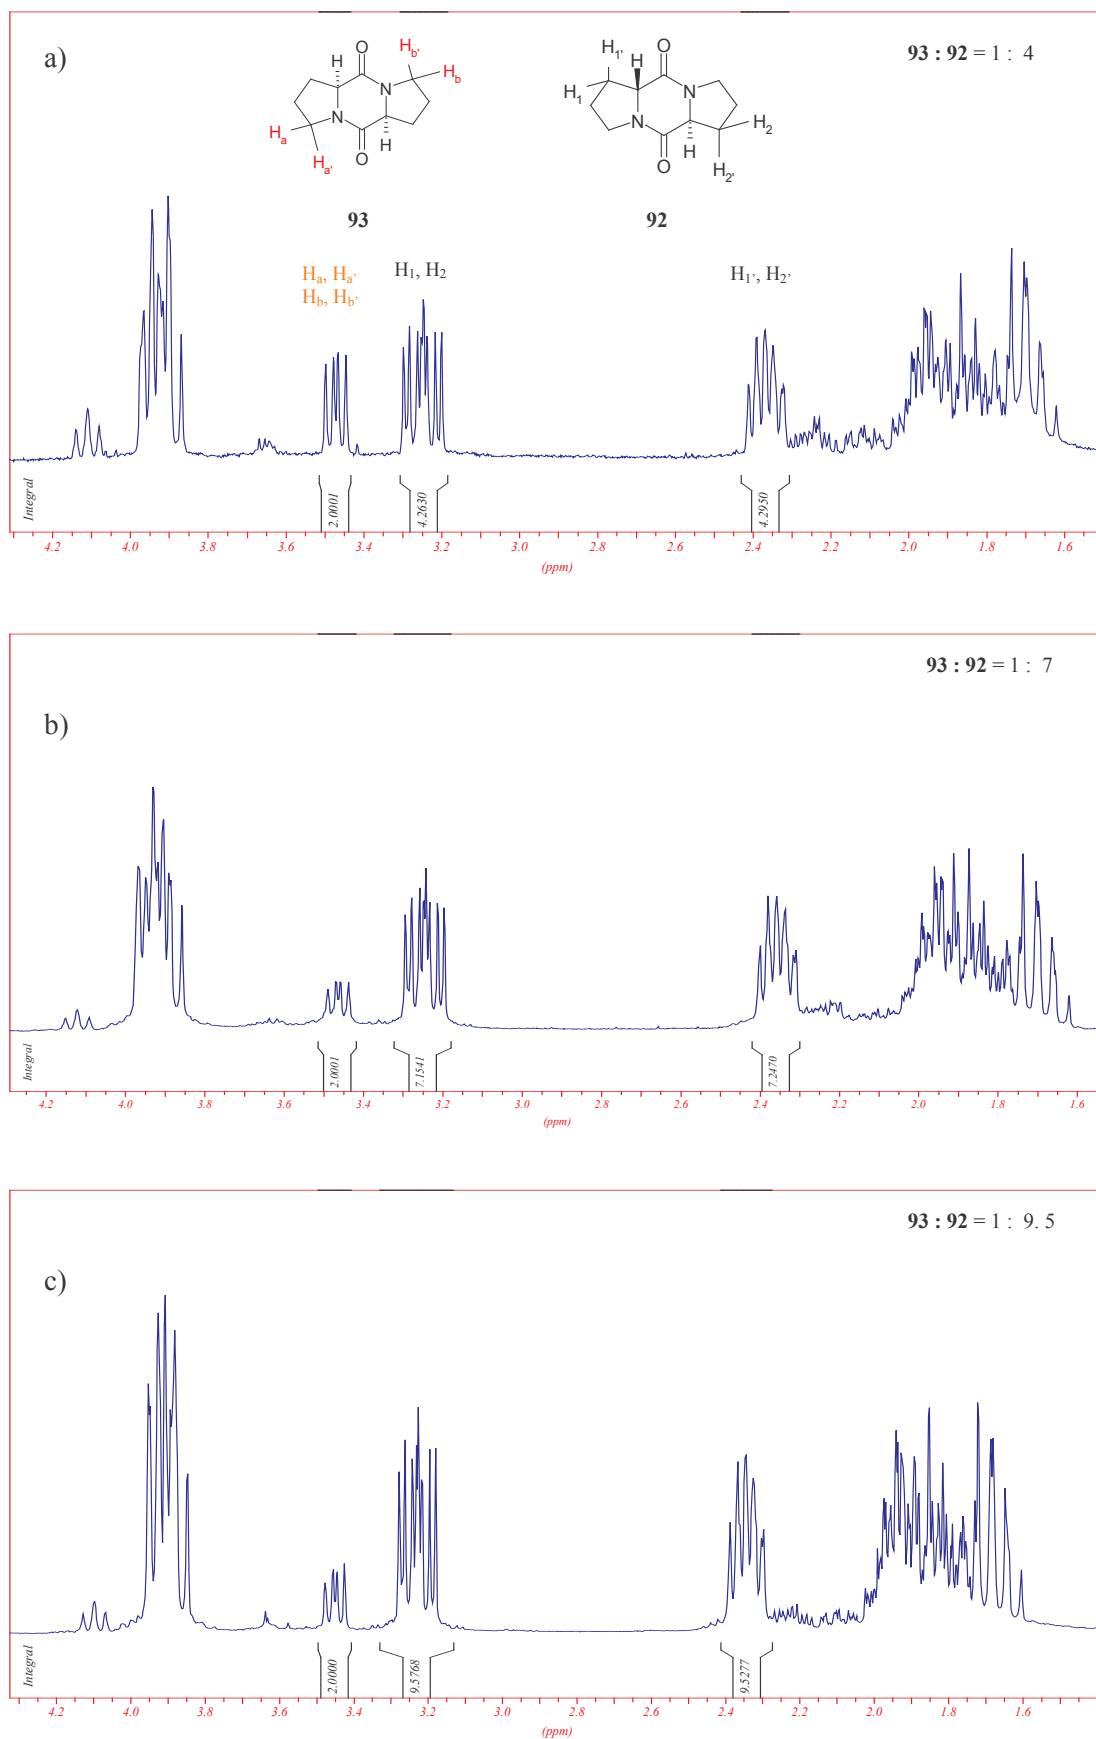 a)
93 : 92 = 1 : 4
O
H
N
N
H
O
Hb'
Hb
Ha
Ha'
93
H1'
H1
H
O
N
N
H
O
H2
H2'
92
Ha, Ha'
Hb, Hb'
H1, H2
H1', H2'
Integral
2.0001
4.2630
4.2950
4.2 4.0 3.8 3.6 3.4 3.2 3.0 2.8 2.6 2.4 2.2 2.0 1.8 1.6
(ppm)
93 : 92 = 1 : 7
b)
Integral
2.0001
7.1541
7.2470
4.2 4.0 3.8 3.6 3.4 3.2 3.0 2.8 2.6 2.4 2.2 2.0 1.8 1.6
(ppm)
93 : 92 = 1 : 9. 5
c)
Integral
2.0000
9.5768
9.5277
4.2 4.0 3.8 3.6 3.4 3.2 3.0 2.8 2.6 2.4 2.2 2.0 1.8 1.6
(ppm)